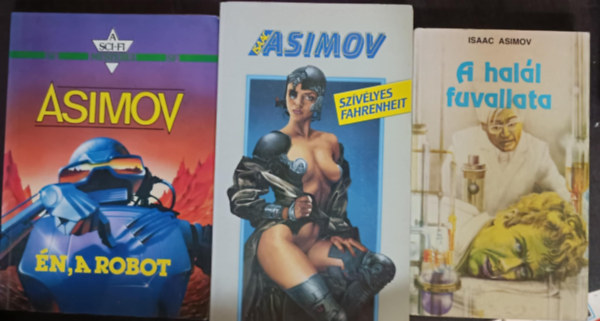 A
SCI-FI
ASIMOV
ÉN, A ROBOT
ASIMOV
SZÍVÉLYES
FAHRENHEIT
ISAAC ASIMOV
A halál
fuvallata